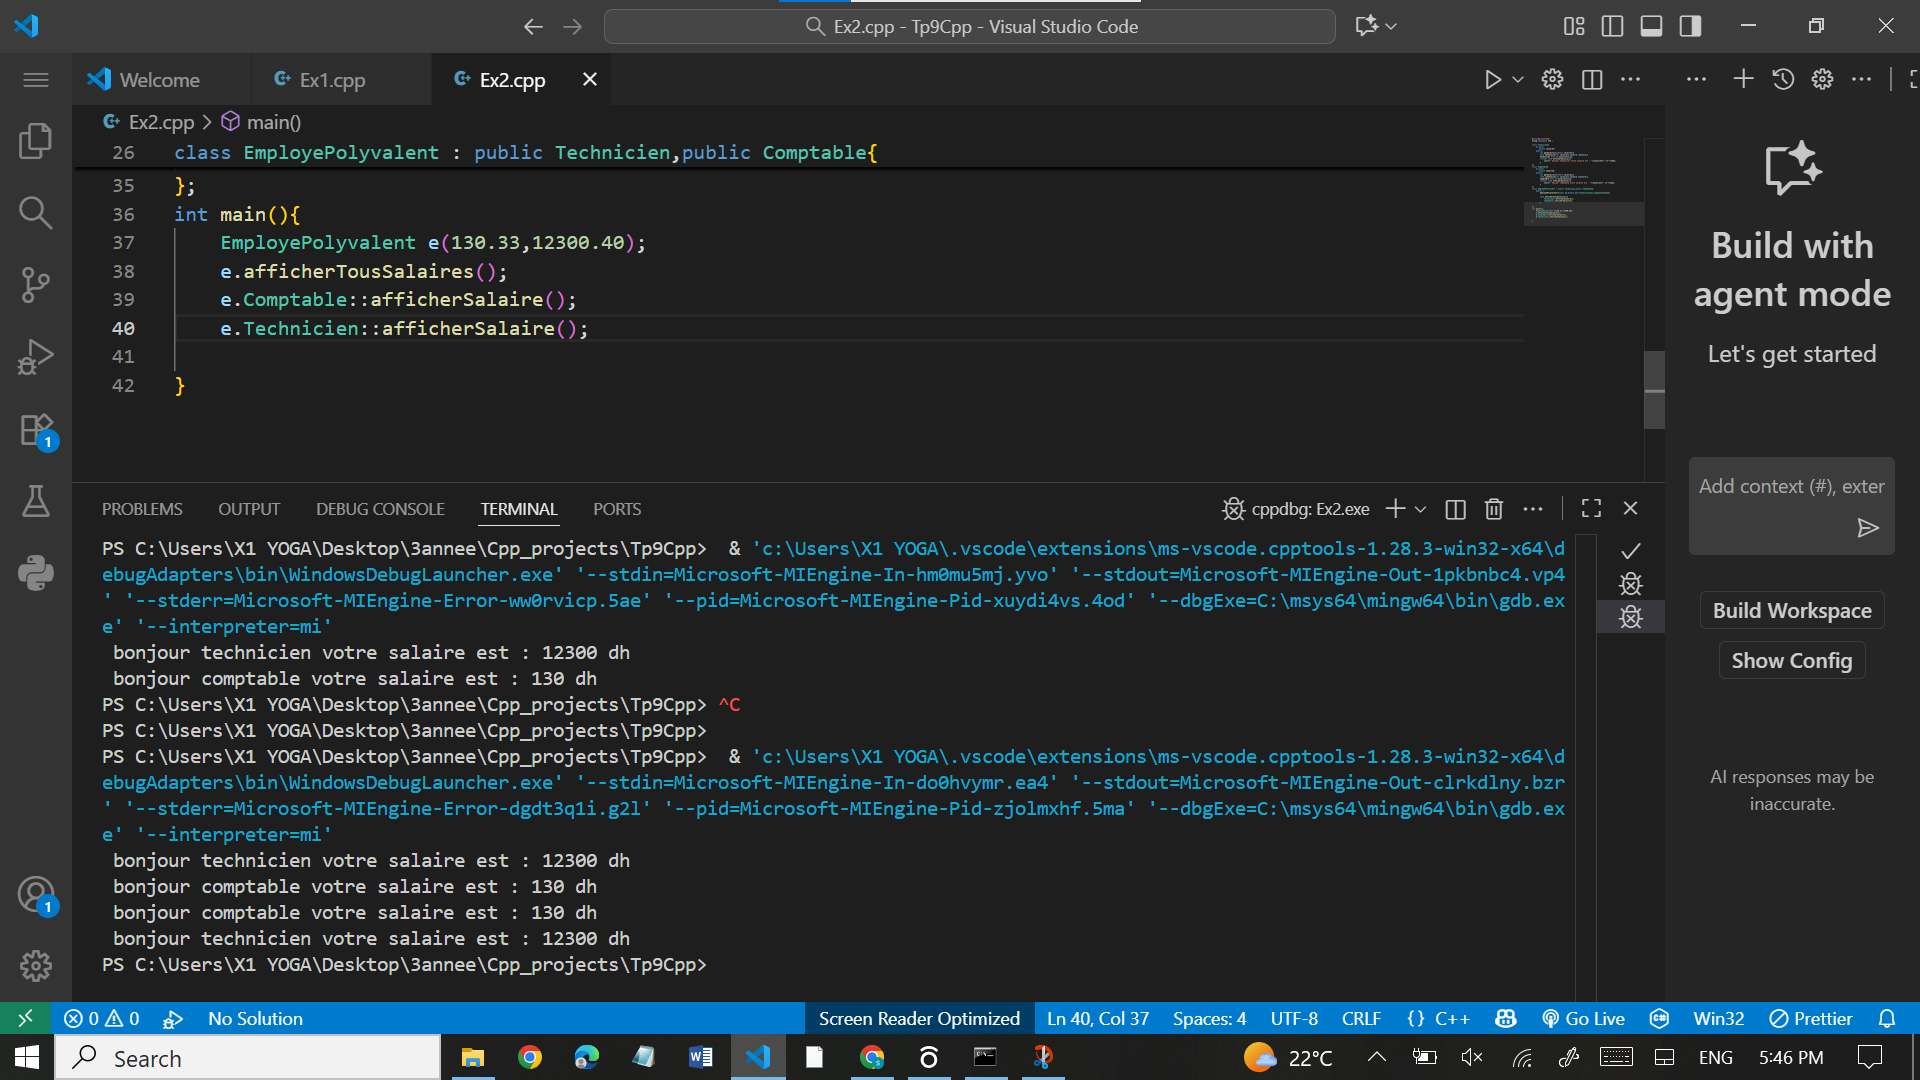 Ex2.cpp - Tp9Cpp - Visual Studio Code
Welcome
Ex1.cpp
Ex2.cpp
Ex2.cpp > main()
26 class EmployePolyvalent : public Technicien,public Comptable{
35 };
36 int main(){
37 EmployePolyvalent e(130.33,12300.40);
38 e.afficherTousSalaires();
39 e.Comptable::afficherSalaire();
40 e.Technicien::afficherSalaire();
41
42 }
Build with
agent mode
Let's get started
Add context (#), exter
Build Workspace
Show Config
AI responses may be
inaccurate.
PROBLEMS OUTPUT DEBUG CONSOLE TERMINAL PORTS
cppdbg: Ex2.exe
PS C:\Users\X1 YOGA\Desktop\3annee\Cpp_projects\Tp9Cpp>  & 'c:\Users\X1 YOGA\.vscode\extensions\ms-vscode.cpptools-1.28.3-win32-x64\d
ebugAdapters\bin\WindowsDebugLauncher.exe' '--stdin=Microsoft-MIEngine-In-hm0mu5mj.yvo' '--stdout=Microsoft-MIEngine-Out-1pkbnbc4.vp4
' '--stderr=Microsoft-MIEngine-Error-ww0rvicp.5ae' '--pid=Microsoft-MIEngine-Pid-xuydi4vs.4od' '--dbgExe=C:\msys64\mingw64\bin\gdb.ex
e' '--interpreter=mi'
bonjour technicien votre salaire est : 12300 dh
bonjour comptable votre salaire est : 130 dh
PS C:\Users\X1 YOGA\Desktop\3annee\Cpp_projects\Tp9Cpp> ^C
PS C:\Users\X1 YOGA\Desktop\3annee\Cpp_projects\Tp9Cpp>
PS C:\Users\X1 YOGA\Desktop\3annee\Cpp_projects\Tp9Cpp>  & 'c:\Users\X1 YOGA\.vscode\extensions\ms-vscode.cpptools-1.28.3-win32-x64\d
ebugAdapters\bin\WindowsDebugLauncher.exe' '--stdin=Microsoft-MIEngine-In-do0hvymr.ea4' '--stdout=Microsoft-MIEngine-Out-clrkdlny.bzr
' '--stderr=Microsoft-MIEngine-Error-dgdt3q1i.g2l' '--pid=Microsoft-MIEngine-Pid-zjolmxhf.5ma' '--dbgExe=C:\msys64\mingw64\bin\gdb.ex
e' '--interpreter=mi'
bonjour technicien votre salaire est : 12300 dh
bonjour comptable votre salaire est : 130 dh
bonjour comptable votre salaire est : 130 dh
bonjour technicien votre salaire est : 12300 dh
PS C:\Users\X1 YOGA\Desktop\3annee\Cpp_projects\Tp9Cpp>
1
1
0 0 No Solution Screen Reader Optimized Ln 40, Col 37 Spaces: 4 UTF-8 CRLF {} C++ Go Live Win32 Prettier
Search 22°C ENG 5:46 PM